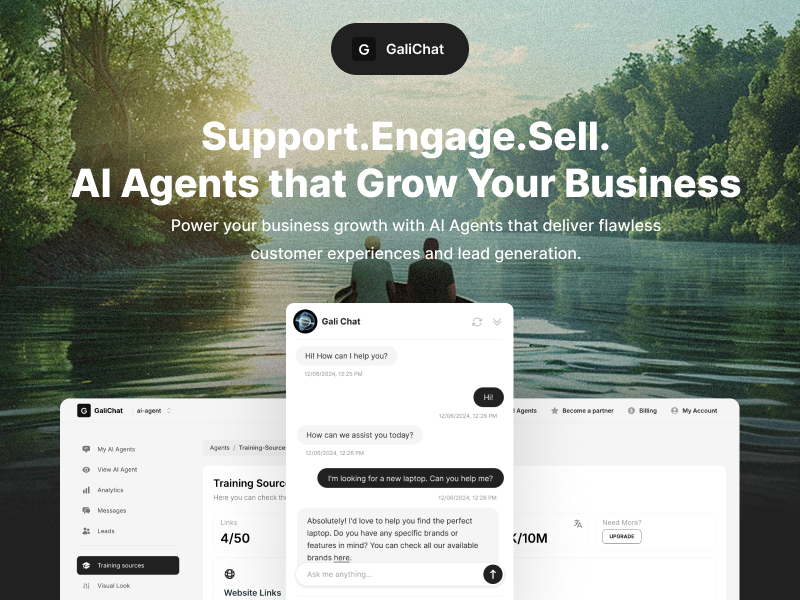 G GaliChat
Support.Engage.Sell.
AI Agents that Grow Your Business
Power your business growth with AI Agents that deliver flawless
customer experiences and lead generation.
Gali Chat
Hi! How can I help you?
12/06/2024, 12:25 PM
Hi!
12/06/2024, 12:26 PM
How can we assist you today?
12/06/2024, 12:26 PM
I'm looking for a new laptop. Can you help me?
12/06/2024, 12:26 PM
Absolutely! I'd love to help you find the perfect
laptop. Do you have any specific brands or
features in mind? You can check all our available
brands here.
Ask me anything...
G GaliChat ai-agent
Agents
Become a partner
Billing
My Account
My AI Agents
View AI Agent
Analytics
Messages
Leads
Training sources
Visual Look
Agents / Training-Source
Training Sourc
Here you can check the
Links
4/50
Website Links
/10M
Need More?
UPGRADE